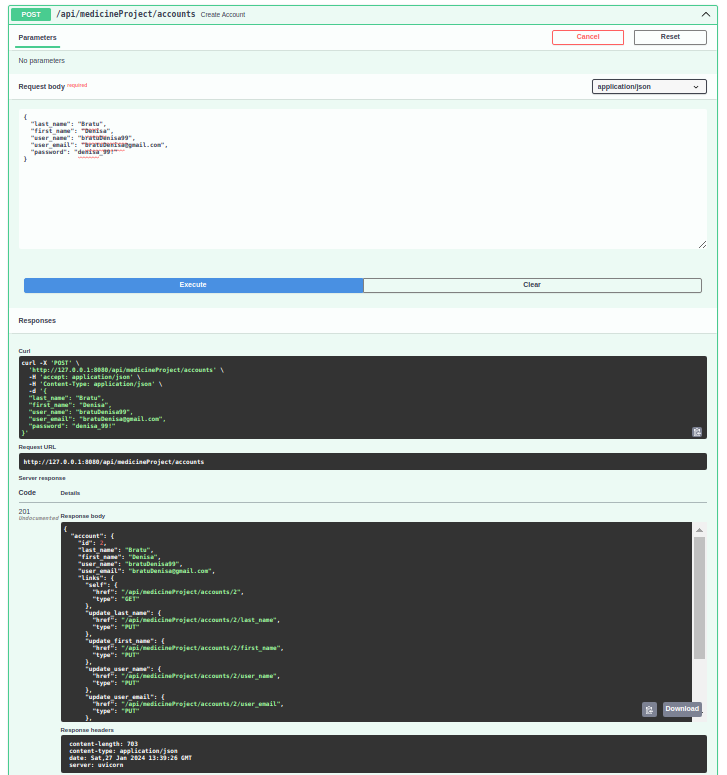 POST /api/medicineProject/accounts Create Account
Parameters
Cancel
Reset
No parameters
Request body required
application/json
{
"last_name": "Bratu",
"first_name": "Denisa",
"user_name": "bratuDenisa99",
"user_email": "bratuDenisa@gmail.com",
"password": "denisa_99!"
}
Execute
Clear
Responses
Curl
curl -X 'POST' \
'http://127.0.0.1:8080/api/medicineProject/accounts' \
-H 'accept: application/json' \
-H 'Content-Type: application/json' \
-d '{
"last_name": "Bratu",
"first_name": "Denisa",
"user_name": "bratuDenisa99",
"user_email": "bratuDenisa@gmail.com",
"password": "denisa_99!"
}'
Request URL
http://127.0.0.1:8080/api/medicineProject/accounts
Server response
Code Details
201
Undocumented
Response body
{
"account": {
"id": 2,
"last_name": "Bratu",
"first_name": "Denisa",
"user_name": "bratuDenisa99",
"user_email": "bratuDenisa@gmail.com",
"links": {
"self": {
"href": "/api/medicineProject/accounts/2",
"type": "GET"
},
"update_last_name": {
"href": "/api/medicineProject/accounts/2/last_name",
"type": "PUT"
},
"update_first_name": {
"href": "/api/medicineProject/accounts/2/first_name",
"type": "PUT"
},
"update_user_name": {
"href": "/api/medicineProject/accounts/2/user_name",
"type": "PUT"
},
"update_user_email": {
"href": "/api/medicineProject/accounts/2/user_email",
"type": "PUT"
},
Download
Response headers
content-length: 703
content-type: application/json
date: Sat,27 Jan 2024 13:39:26 GMT
server: uvicorn